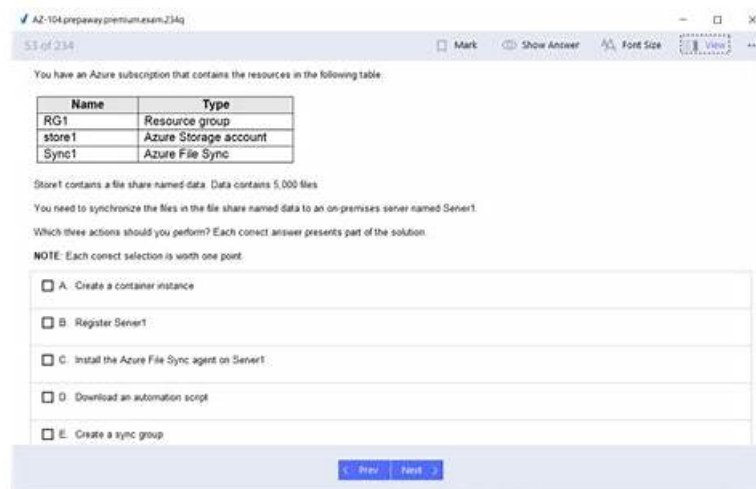 AZ-104.prepaway.premium.exam.234q
53 of 234
Mark
Show Answer
Font Size
View
You have an Azure subscription that contains the resources in the following table.
Name Type
RG1 Resource group
store1 Azure Storage account
Sync1 Azure File Sync
Store1 contains a file share named data. Data contains 5,000 files.
You need to synchronize the files in the file share named data to an on-premises server named Server1.
Which three actions should you perform? Each correct answer presents part of the solution.
NOTE: Each correct selection is worth one point.
A. Create a container instance
B. Register Server1
C. Install the Azure File Sync agent on Server1
D. Download an automation script
E. Create a sync group
Prev Next